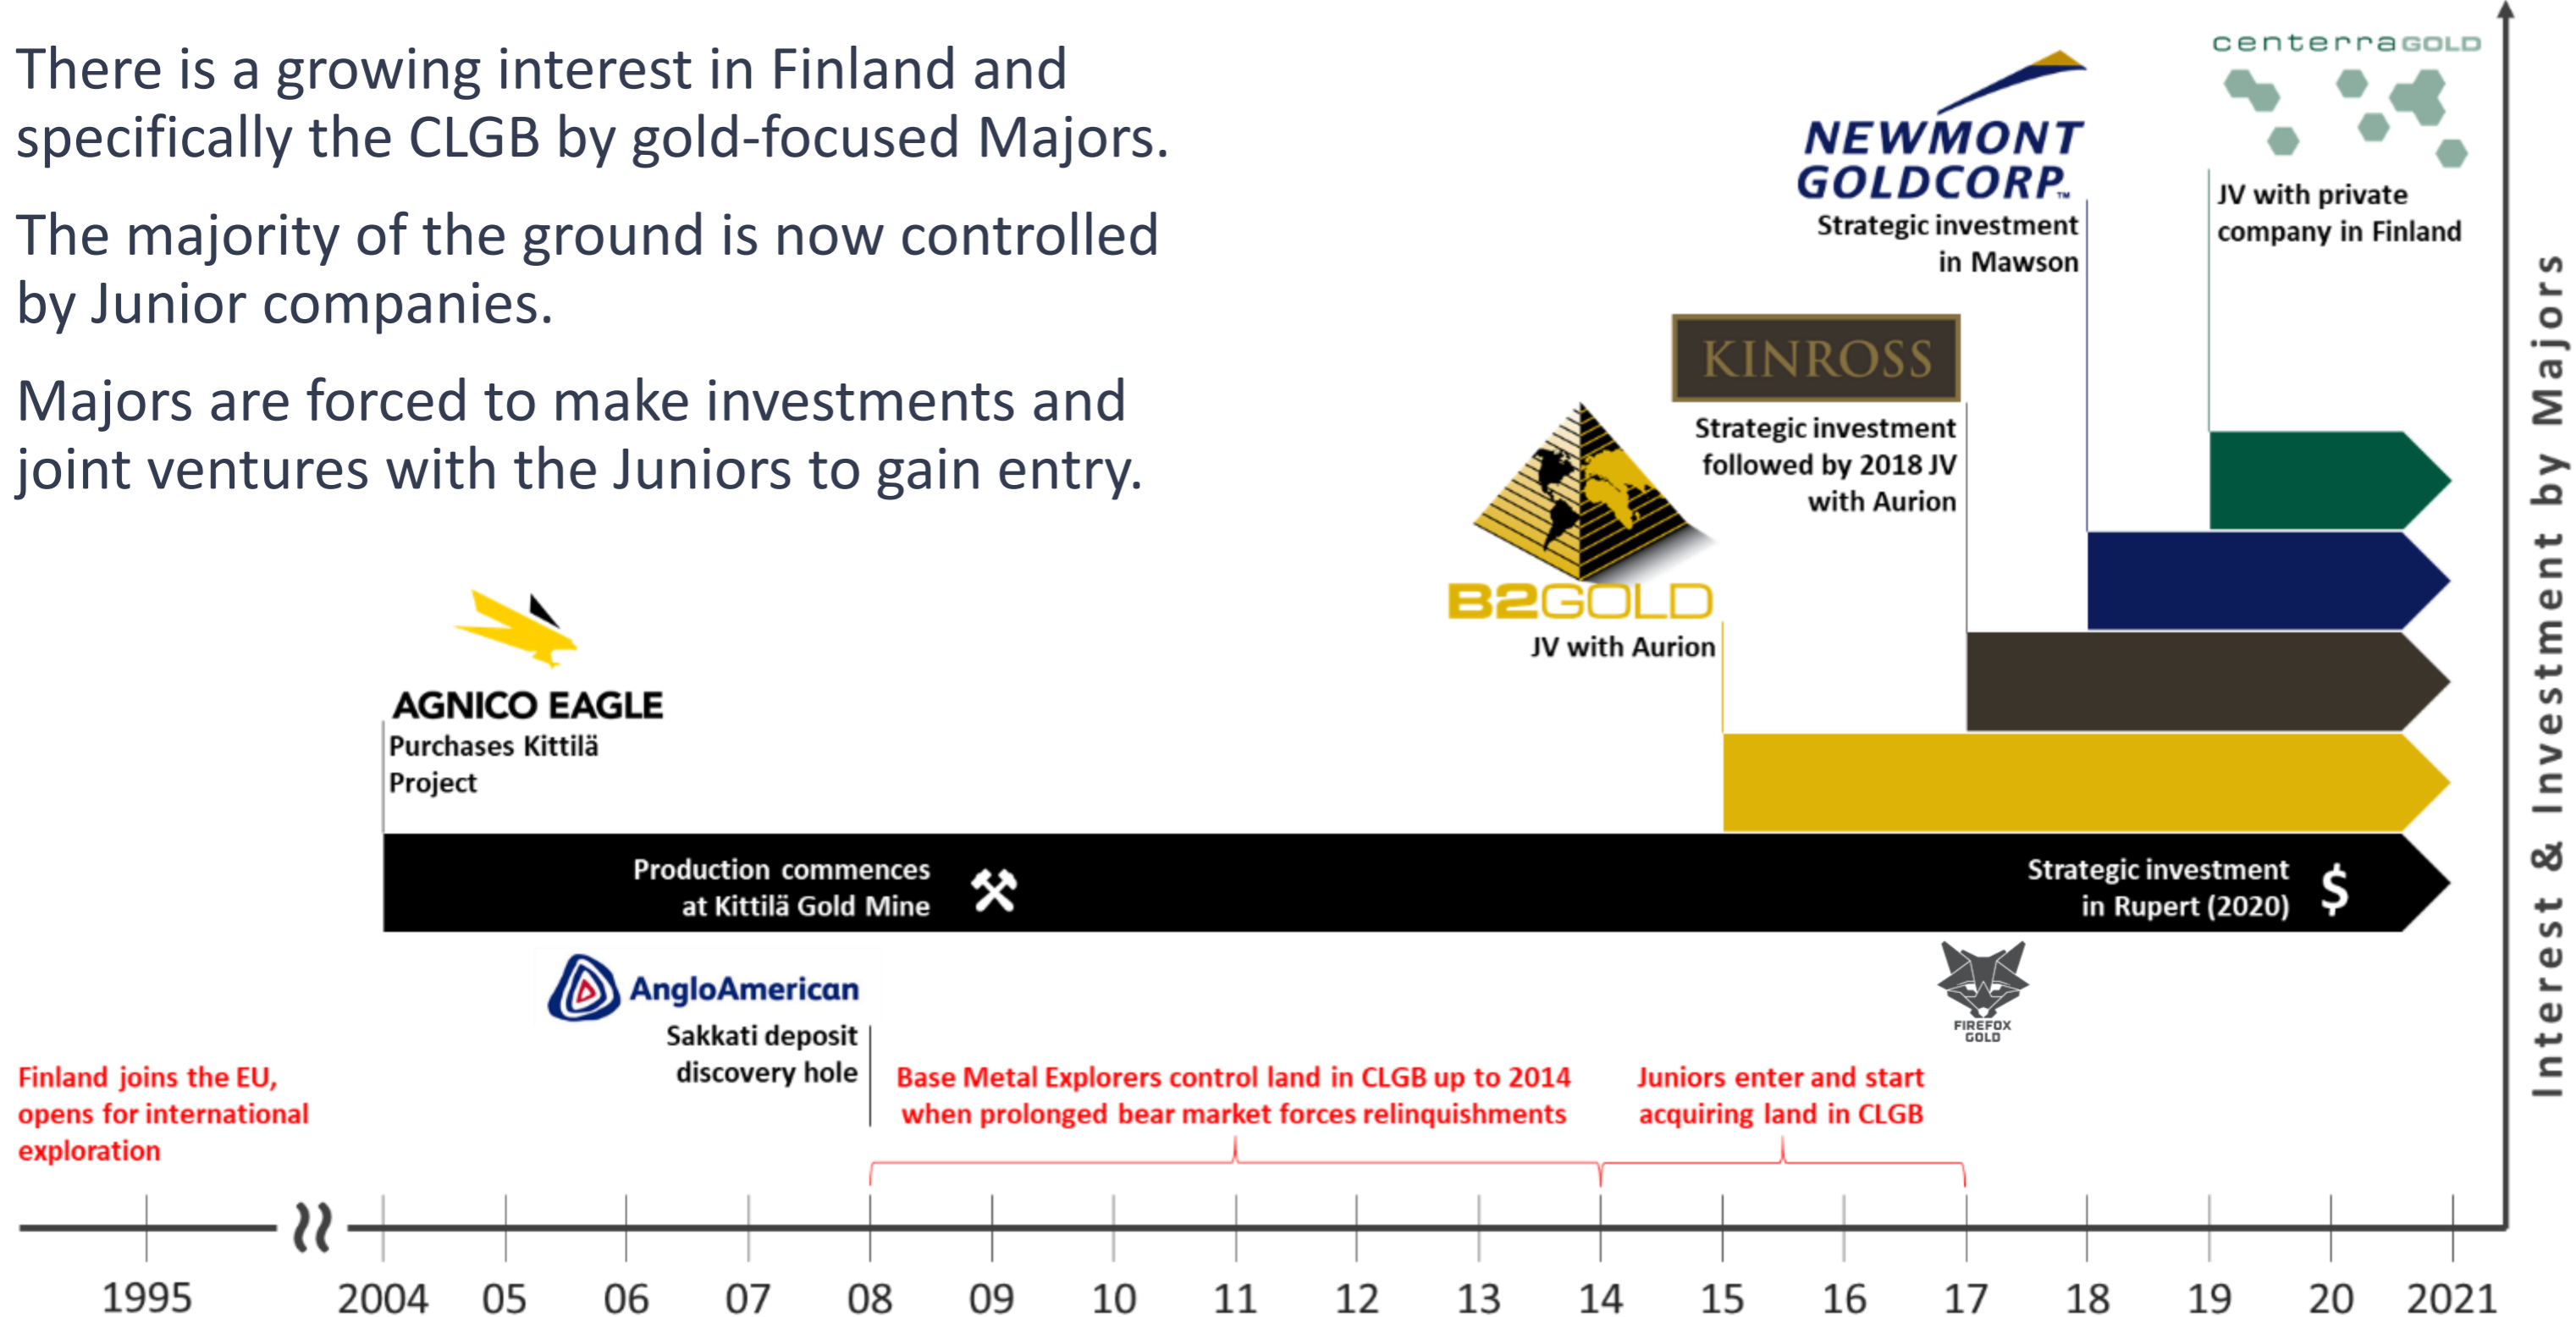 There is a growing interest in Finland and
specifically the CLGB by gold-focused Majors.
The majority of the ground is now controlled
by Junior companies.
Majors are forced to make investments and
joint ventures with the Juniors to gain entry.
centerraGOLD
JV with private
company in Finland
NEWMONT
GOLDCORP™
Strategic investment
in Mawson
KINROSS
Strategic investment
followed by 2018 JV
with Aurion
B2GOLD
JV with Aurion
AGNICO EAGLE
Purchases Kittilä
Project
Production commences
at Kittilä Gold Mine
Strategic investment
in Rupert (2020)
$
AngloAmerican
Sakkati deposit
discovery hole
FIREFOX
GOLD
Finland joins the EU,
opens for international
exploration
Base Metal Explorers control land in CLGB up to 2014
when prolonged bear market forces relinquishments
Juniors enter and start
acquiring land in CLGB
1995 2004 05 06 07 08 09 10 11 12 13 14 15 16 17 18 19 20 2021
Interest & Investment by Majors